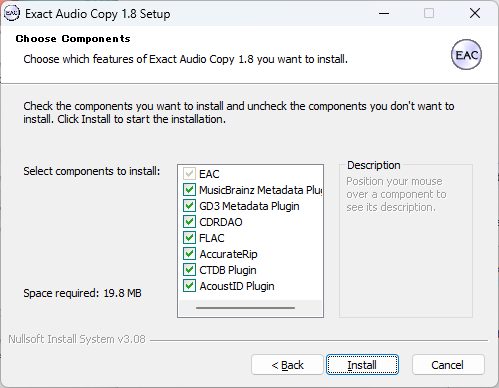 Exact Audio Copy 1.8 Setup
Choose Components
Choose which features of Exact Audio Copy 1.8 you want to install.
EAC
Check the components you want to install and uncheck the components you don't want to
install. Click Install to start the installation.
Select components to install:
EAC
MusicBrainz Metadata Plug
GD3 Metadata Plugin
CDRDAO
FLAC
AccurateRip
CTDB Plugin
AcoustID Plugin
Description
Position your mouse
over a component to
see its description.
Space required: 19.8 MB
Nullsoft Install System v3.08
< Back
Install
Cancel